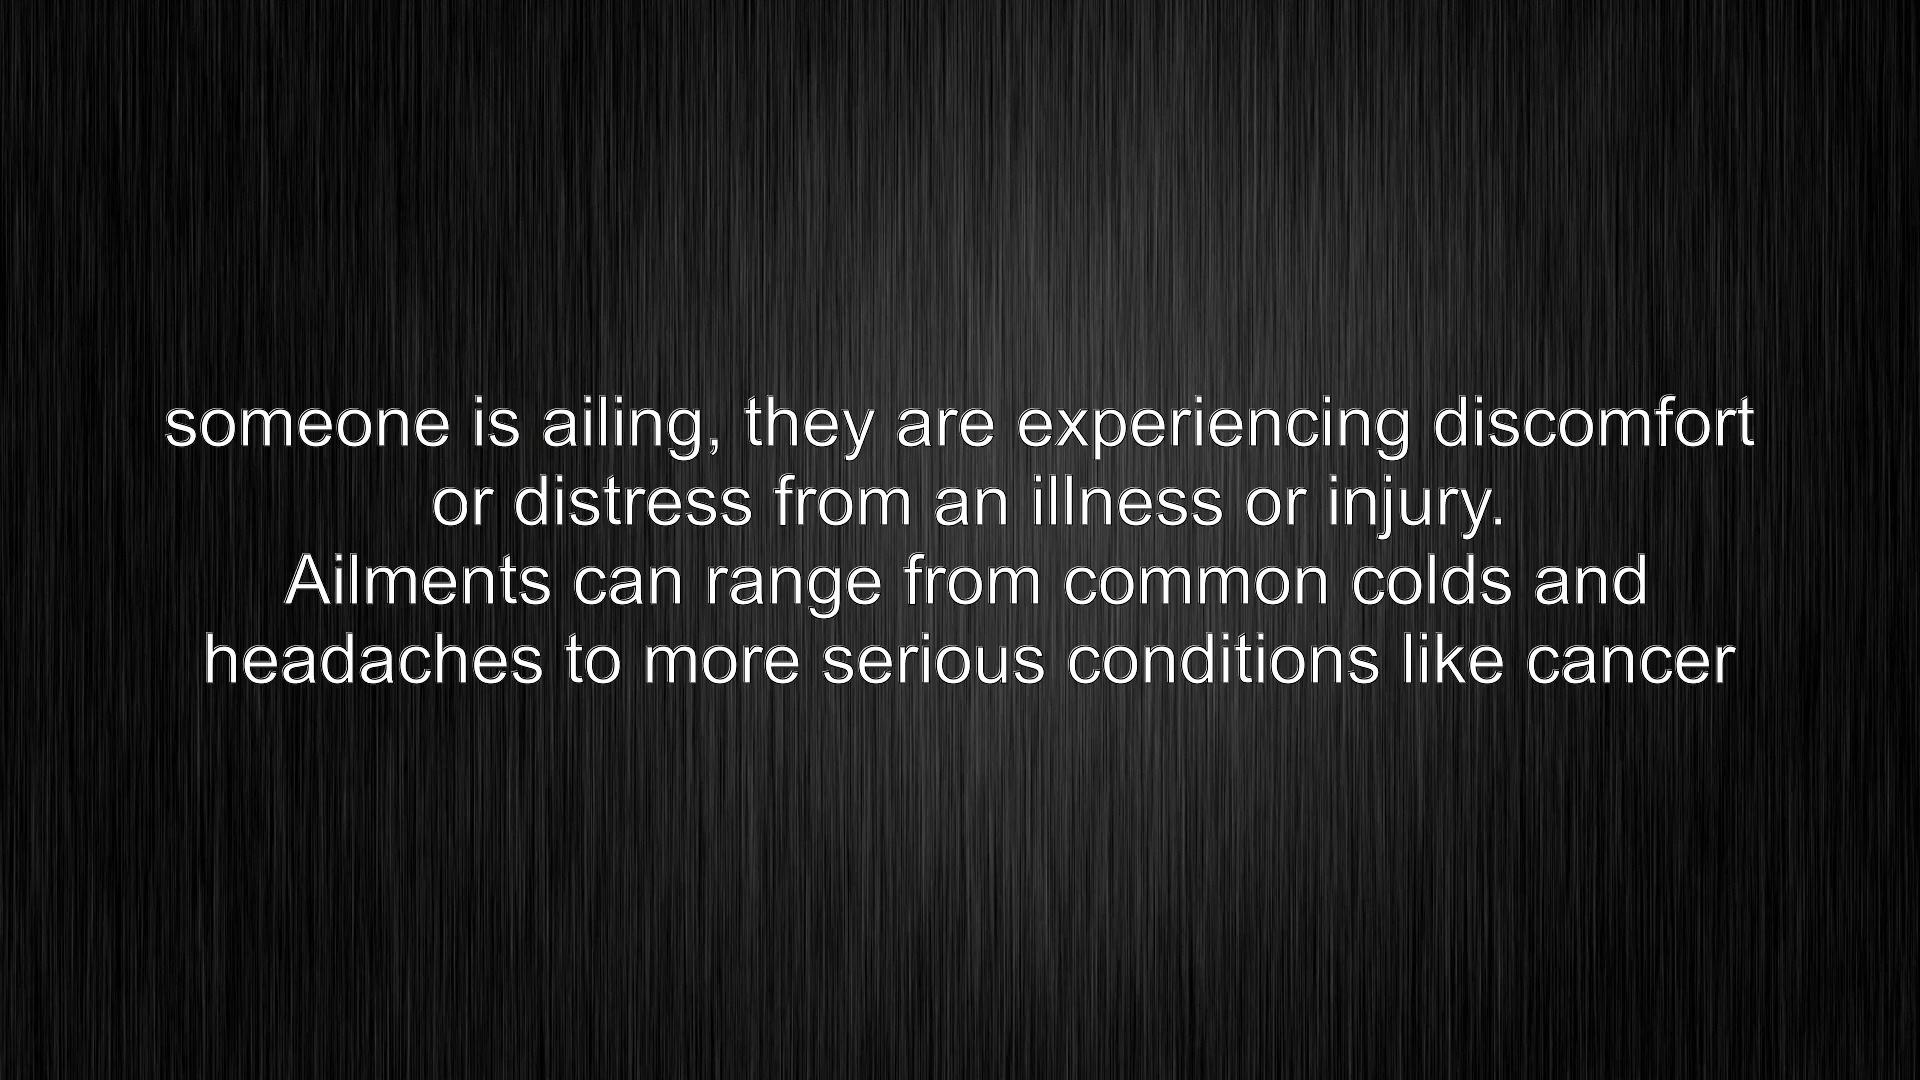 someone is ailing, they are experiencing discomfort
or distress from an illness or injury.
Ailments can range from common colds and
headaches to more serious conditions like cancer